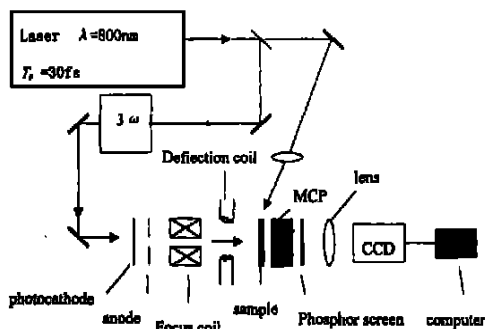 Laser λ=800nm
Tₚ =30fs
3 ω
Deflection coil
lens
MCP
CCD
photocathode
anode
Focus coil
sample
Phosphor screen
computer